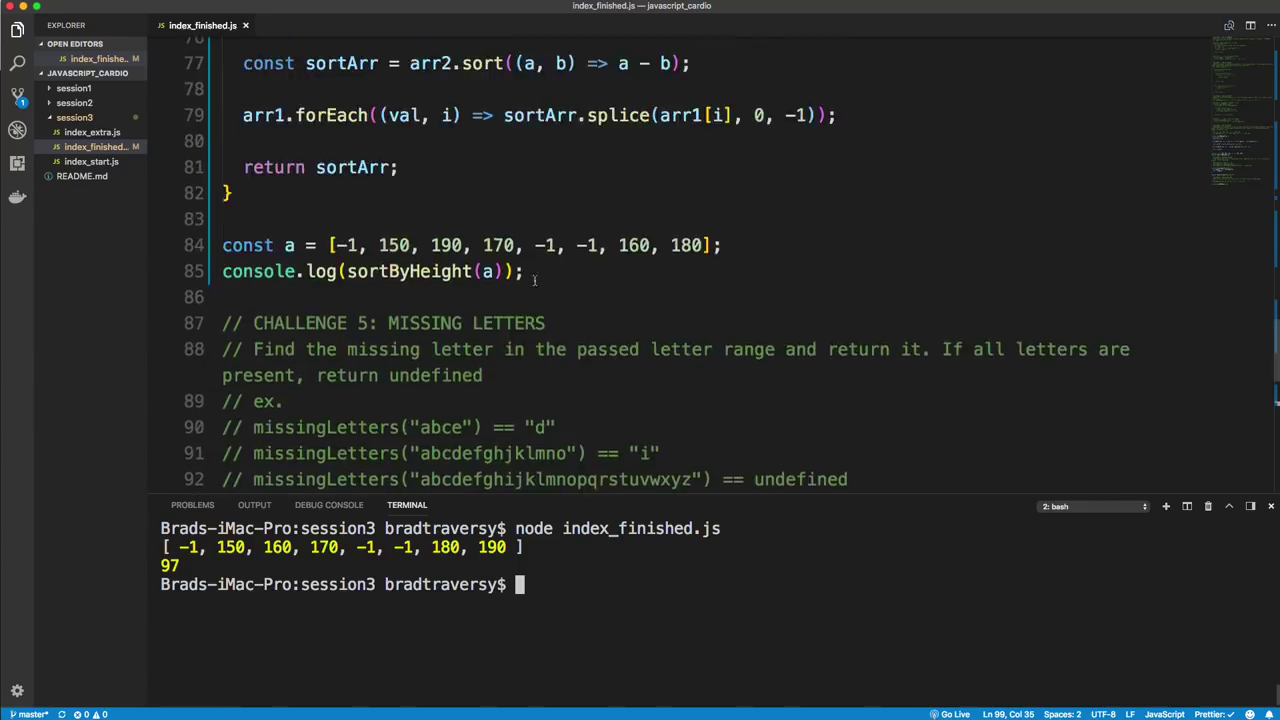 index_finished.js — javascript_cardio
EXPLORER
index_finished.js ×
OPEN EDITORS
index_finishe... M
JAVASCRIPT_CARDIO
session1
session2
session3
index_extra.js
index_finished... M
index_start.js
README.md
1
76
77 const sortArr = arr2.sort((a, b) => a - b);
78
79 arr1.forEach((val, i) => sortArr.splice(arr1[i], 0, -1));
80
81 return sortArr;
82 }
83
84 const a = [-1, 150, 190, 170, -1, -1, 160, 180];
85 console.log(sortByHeight(a));
86
87 // CHALLENGE 5: MISSING LETTERS
88 // Find the missing letter in the passed letter range and return it. If all letters are
present, return undefined
89 // ex.
90 // missingLetters("abce") == "d"
91 // missingLetters("abcdefghjklmno") == "i"
92 // missingLetters("abcdefghijklmnopqrstuvwxyz") == undefined
PROBLEMS OUTPUT DEBUG CONSOLE TERMINAL 2: bash
Brads-iMac-Pro:session3 bradtraversy$ node index_finished.js
[ -1, 150, 160, 170, -1, -1, 180, 190 ]
97
Brads-iMac-Pro:session3 bradtraversy$
master* 0 0 Go Live Ln 99, Col 35 Spaces: 2 UTF-8 LF JavaScript Prettier: ✓